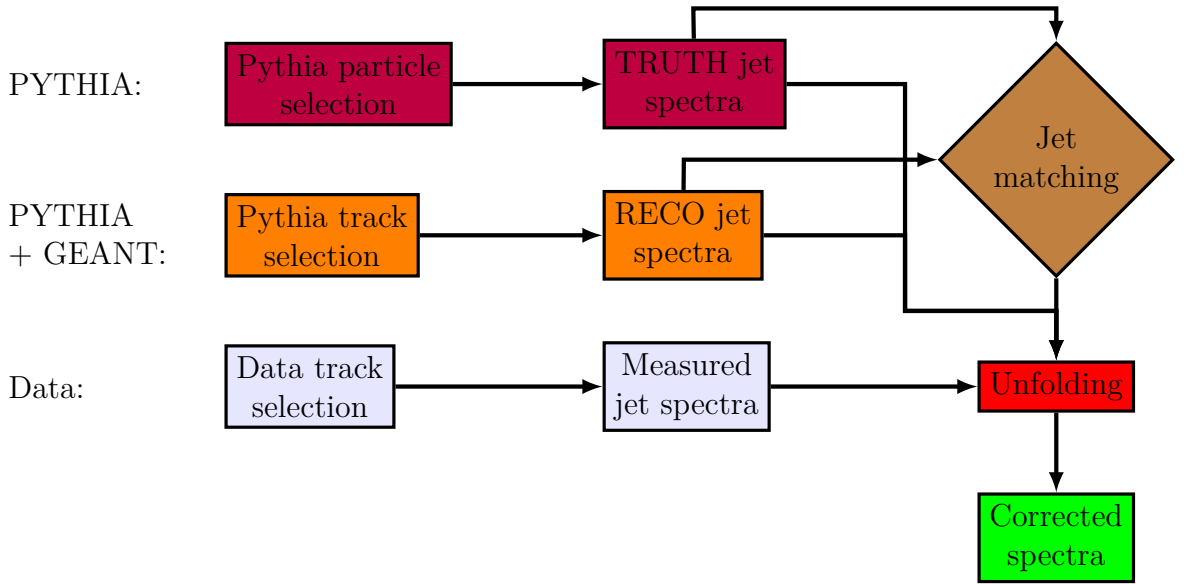 PYTHIA:
Pythia particle
selection
TRUTH jet
spectra
Jet
matching
PYTHIA
+ GEANT:
Pythia track
selection
RECO jet
spectra
Data:
Data track
selection
Measured
jet spectra
Unfolding
Corrected
spectra